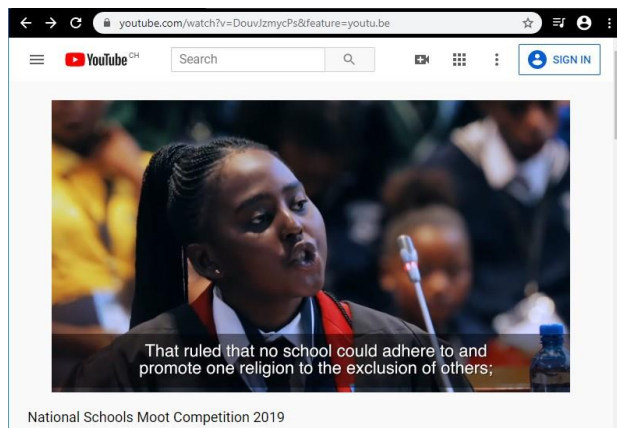 youtube.com/watch?v=DouvJzmycPs&feature=youtu.be
YouTube CH
Search
SIGN IN
That ruled that no school could adhere to and
promote one religion to the exclusion of others;
National Schools Moot Competition 2019